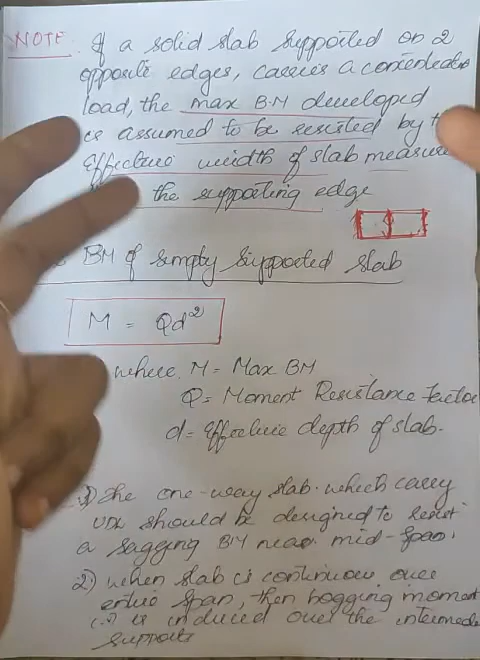 NOTE. If a solid slab supported on 2
opposite edges, carries a concentrated
load, the max B.M developed
is assumed to be resisted by
effective width of slab measure
the supporting edge
BM of simply supported slab
M = Qd²
where M = Max BM
Q = Moment Resistance factor
d = effective depth of slab.
1) The one-way slab which carry
UDL should be designed to resist
a sagging BM near mid-span.
2) when slab is continuous over
entire span, then hogging moment
(-) is induced over the intermedi
supports